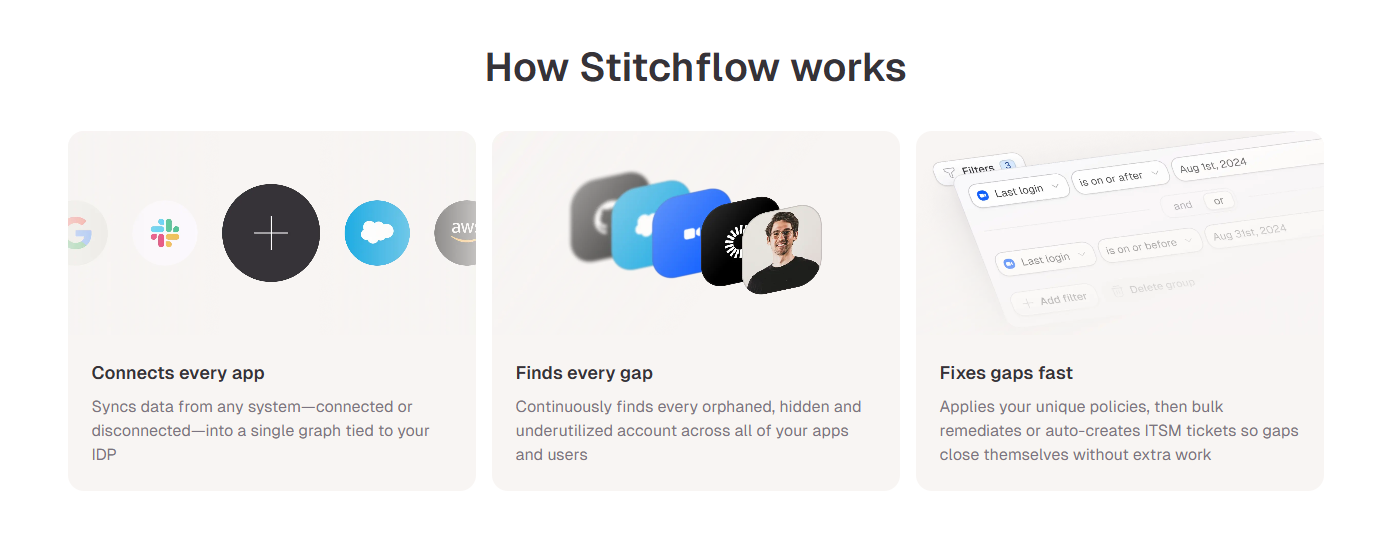 How Stitchflow works
aws
Filters 3
Last login is on or after Aug 1st, 2024
and or
Last login is on or before Aug 31st, 2024
Add filter Delete group
Connects every app
Syncs data from any system—connected or
disconnected—into a single graph tied to your
IDP
Finds every gap
Continuously finds every orphaned, hidden and
underutilized account across all of your apps
and users
Fixes gaps fast
Applies your unique policies, then bulk
remediates or auto-creates ITSM tickets so gaps
close themselves without extra work